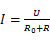 I = U / (R₀ + R)